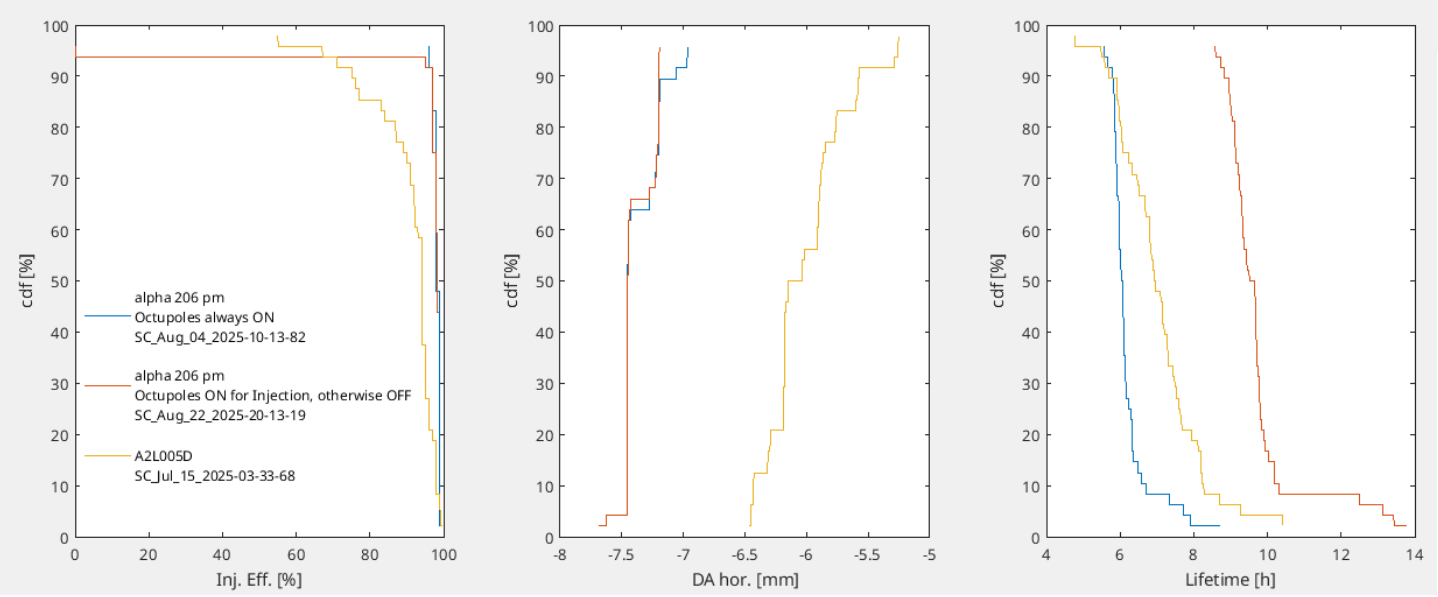 100
90
80
70
60
50
40
30
20
10
0
cdf [%]
alpha 206 pm
Octupoles always ON
SC_Aug_04_2025-10-13-82
alpha 206 pm
Octupoles ON for Injection, otherwise OFF
SC_Aug_22_2025-20-13-19
A2L005D
SC_Jul_15_2025-03-33-68
0 20 40 60 80 100
Inj. Eff. [%]
100
90
80
70
60
50
40
30
20
10
0
cdf [%]
-8 -7.5 -7 -6.5 -6 -5.5 -5
DA hor. [mm]
100
90
80
70
60
50
40
30
20
10
0
cdf [%]
4 6 8 10 12 14
Lifetime [h]